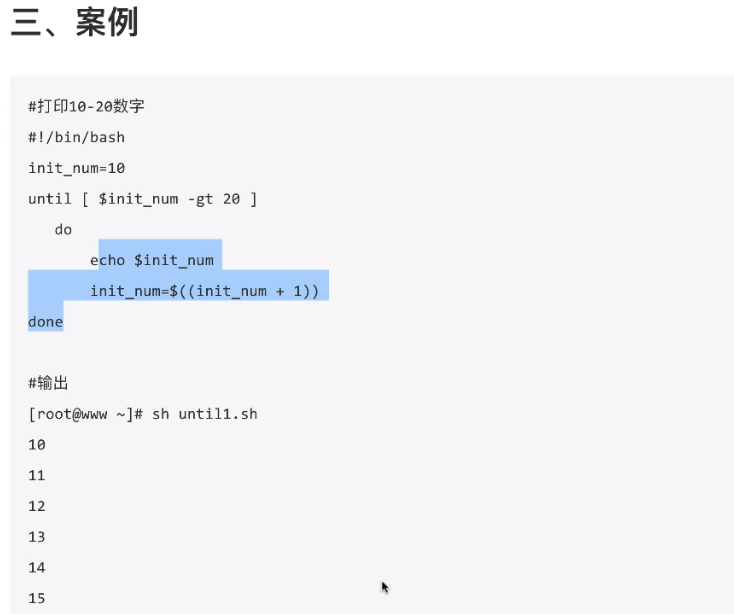 三、案例
#打印10-20数字
#!/bin/bash
init_num=10
until [ $init_num -gt 20 ]
do
echo $init_num
init_num=$((init_num + 1))
done
#输出
[root@www ~]# sh until1.sh
10
11
12
13
14
15